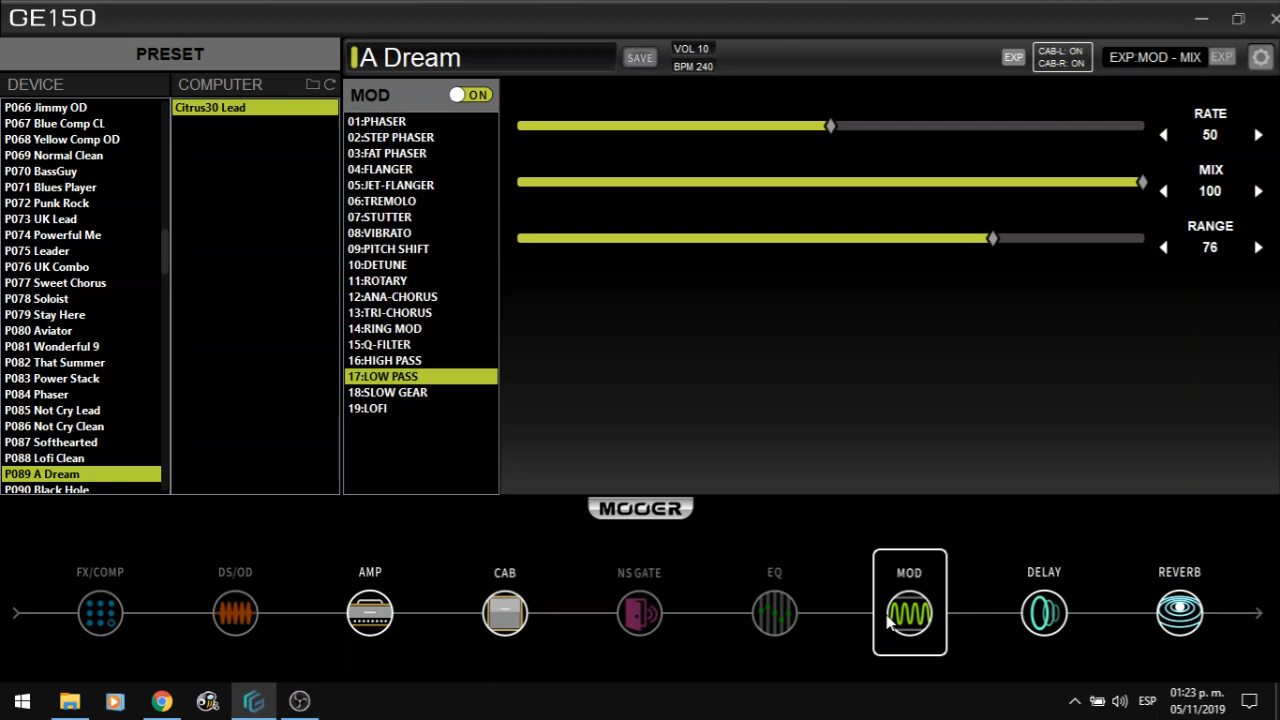 GE150
PRESET
DEVICE
COMPUTER
P066 Jimmy OD
P067 Blue Comp CL
P068 Yellow Comp OD
P069 Normal Clean
P070 BassGuy
P071 Blues Player
P072 Punk Rock
P073 UK Lead
P074 Powerful Me
P075 Leader
P076 UK Combo
P077 Sweet Chorus
P078 Soloist
P079 Stay Here
P080 Aviator
P081 Wonderful 9
P082 That Summer
P083 Power Stack
P084 Phaser
P085 Not Cry Lead
P086 Not Cry Clean
P087 Softhearted
P088 Lofi Clean
P089 A Dream
P090 Black Hole
Citrus30 Lead
A Dream
SAVE
VOL 10
BPM 240
EXP
CAB-L: ON
CAB-R: ON
EXP:MOD - MIX
EXP
MOD
ON
01:PHASER
02:STEP PHASER
03:FAT PHASER
04:FLANGER
05:JET-FLANGER
06:TREMOLO
07:STUTTER
08:VIBRATO
09:PITCH SHIFT
10:DETUNE
11:ROTARY
12:ANA-CHORUS
13:TRI-CHORUS
14:RING MOD
15:Q-FILTER
16:HIGH PASS
17:LOW PASS
18:SLOW GEAR
19:LOFI
RATE
50
MIX
100
RANGE
76
MOOER
FX/COMP
DS/OD
AMP
CAB
NS GATE
EQ
MOD
DELAY
REVERB
ESP
01:23 p. m.
05/11/2019